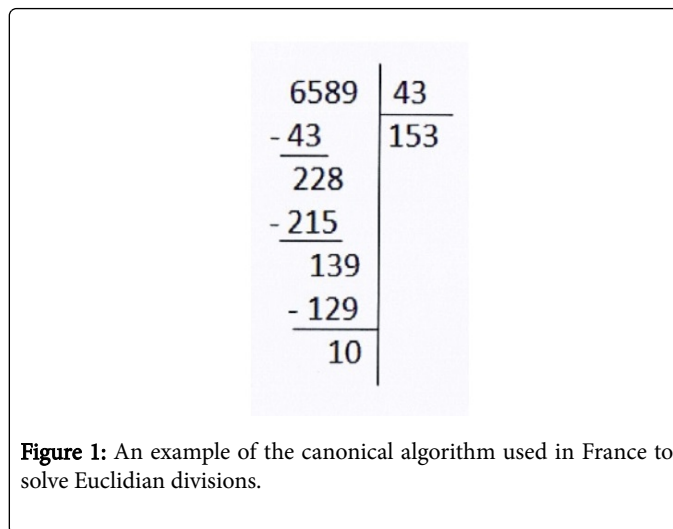 6589 43
- 43 153
228
- 215
139
- 129
10
Figure 1: An example of the canonical algorithm used in France to
solve Euclidian divisions.